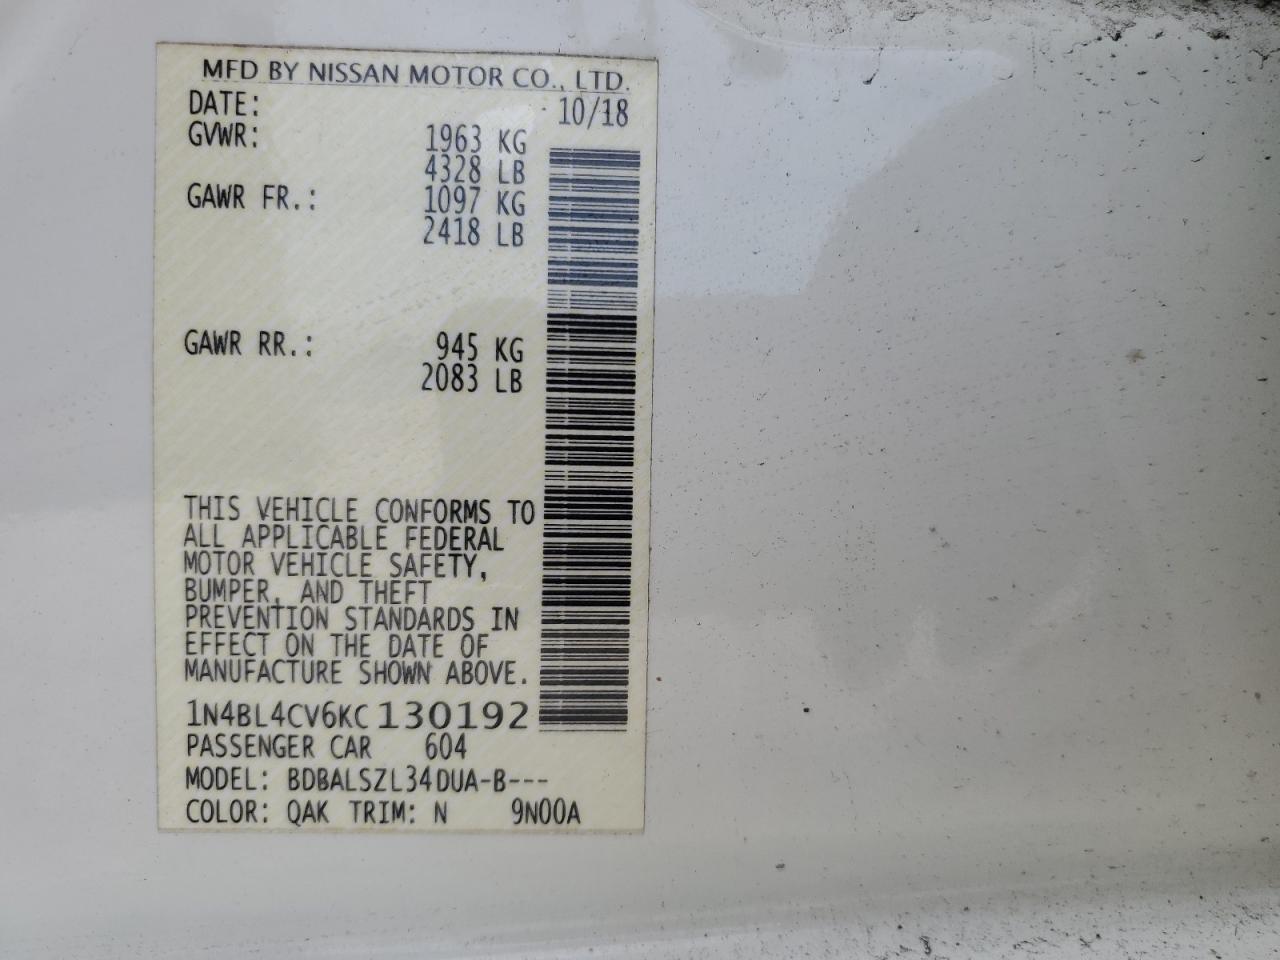 MFD BY NISSAN MOTOR CO., LTD.
DATE: 10/18
GVWR: 1963 KG
4328 LB
GAWR FR.: 1097 KG
2418 LB
GAWR RR.: 945 KG
2083 LB
THIS VEHICLE CONFORMS TO
ALL APPLICABLE FEDERAL
MOTOR VEHICLE SAFETY,
BUMPER, AND THEFT
PREVENTION STANDARDS IN
EFFECT ON THE DATE OF
MANUFACTURE SHOWN ABOVE.
1N4BL4CV6KC130192
PASSENGER CAR 604
MODEL: BDBALSZL34DUA-B---
COLOR: QAK TRIM: N 9N00A